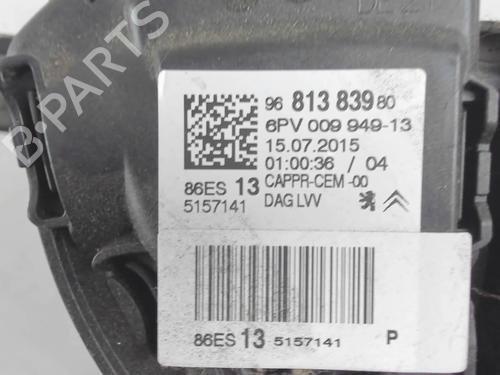 96 813 839 80
6PV 009 949-13
15.07.2015
01:00:36 / 04
86ES 13 CAPPR-CEM -00
5157141 DAG LVV
86ES 13 5157141 P